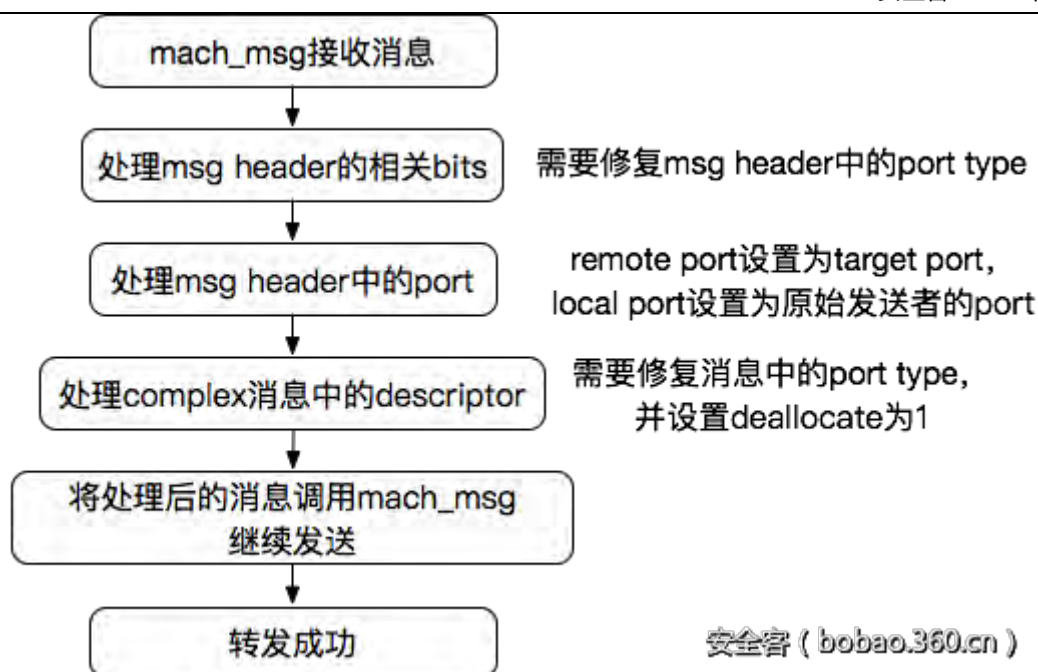 mach_msg接收消息
处理msg header的相关bits
需要修复msg header中的port type
处理msg header中的port
remote port设置为target port,
local port设置为原始发送者的port
处理complex消息中的descriptor
需要修复消息中的port type,
并设置deallocate为1
将处理后的消息调用mach_msg
继续发送
转发成功
安全客 ( bobao.360.cn )